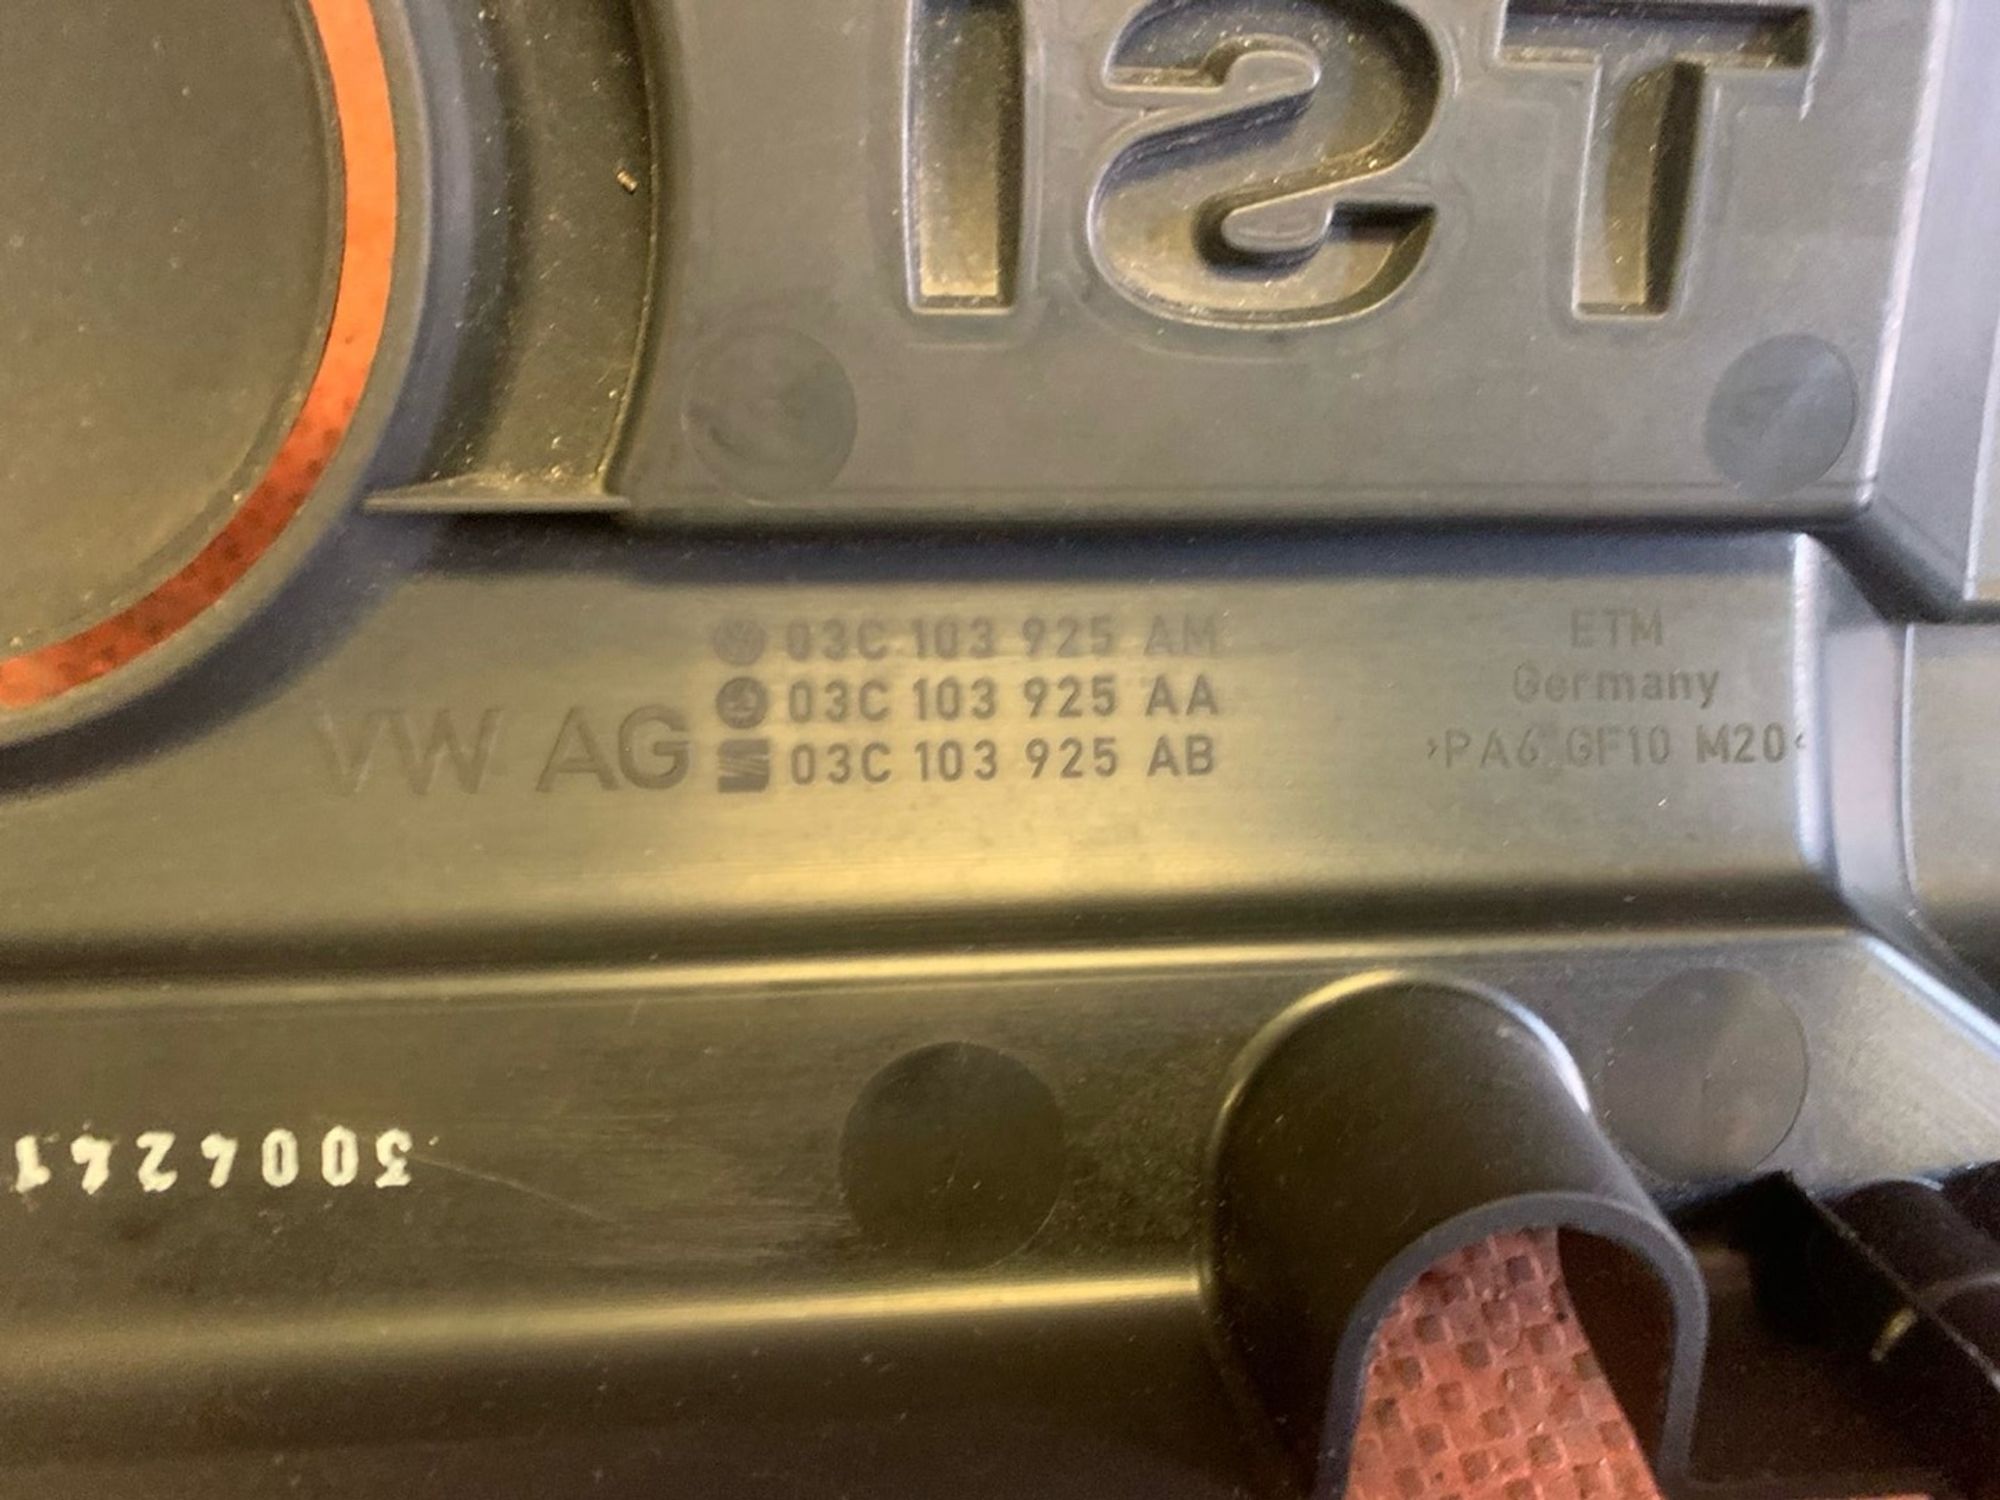 TSI
03C 103 925 AM
03C 103 925 AA
VW AG 03C 103 925 AB
ETM
Germany
>PA6 GF10 M20<
3004241